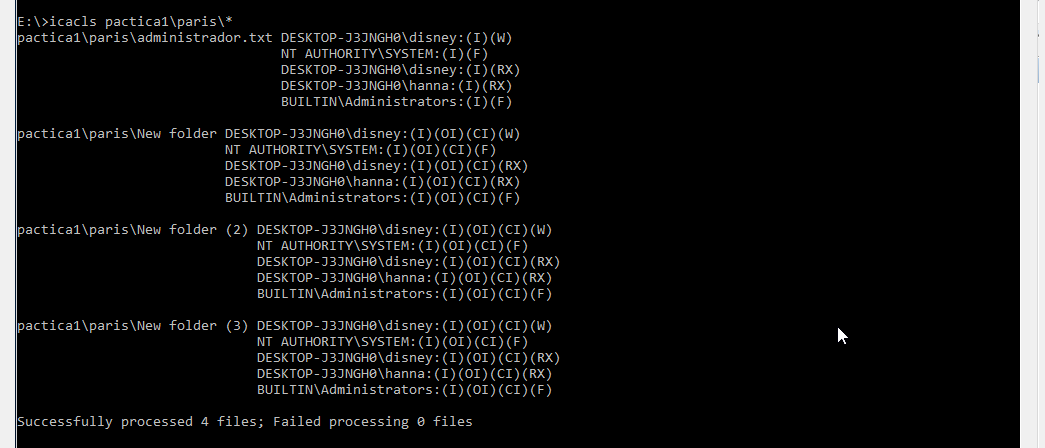 E:\>icacls pactica1\paris\*
pactica1\paris\administrador.txt DESKTOP-J3JNGH0\disney:(I)(W)
NT AUTHORITY\SYSTEM:(I)(F)
DESKTOP-J3JNGH0\disney:(I)(RX)
DESKTOP-J3JNGH0\hanna:(I)(RX)
BUILTIN\Administrators:(I)(F)
pactica1\paris\New folder DESKTOP-J3JNGH0\disney:(I)(OI)(CI)(W)
NT AUTHORITY\SYSTEM:(I)(OI)(CI)(F)
DESKTOP-J3JNGH0\disney:(I)(OI)(CI)(RX)
DESKTOP-J3JNGH0\hanna:(I)(OI)(CI)(RX)
BUILTIN\Administrators:(I)(OI)(CI)(F)
pactica1\paris\New folder (2) DESKTOP-J3JNGH0\disney:(I)(OI)(CI)(W)
NT AUTHORITY\SYSTEM:(I)(OI)(CI)(F)
DESKTOP-J3JNGH0\disney:(I)(OI)(CI)(RX)
DESKTOP-J3JNGH0\hanna:(I)(OI)(CI)(RX)
BUILTIN\Administrators:(I)(OI)(CI)(F)
pactica1\paris\New folder (3) DESKTOP-J3JNGH0\disney:(I)(OI)(CI)(W)
NT AUTHORITY\SYSTEM:(I)(OI)(CI)(F)
DESKTOP-J3JNGH0\disney:(I)(OI)(CI)(RX)
DESKTOP-J3JNGH0\hanna:(I)(OI)(CI)(RX)
BUILTIN\Administrators:(I)(OI)(CI)(F)
Successfully processed 4 files; Failed processing 0 files